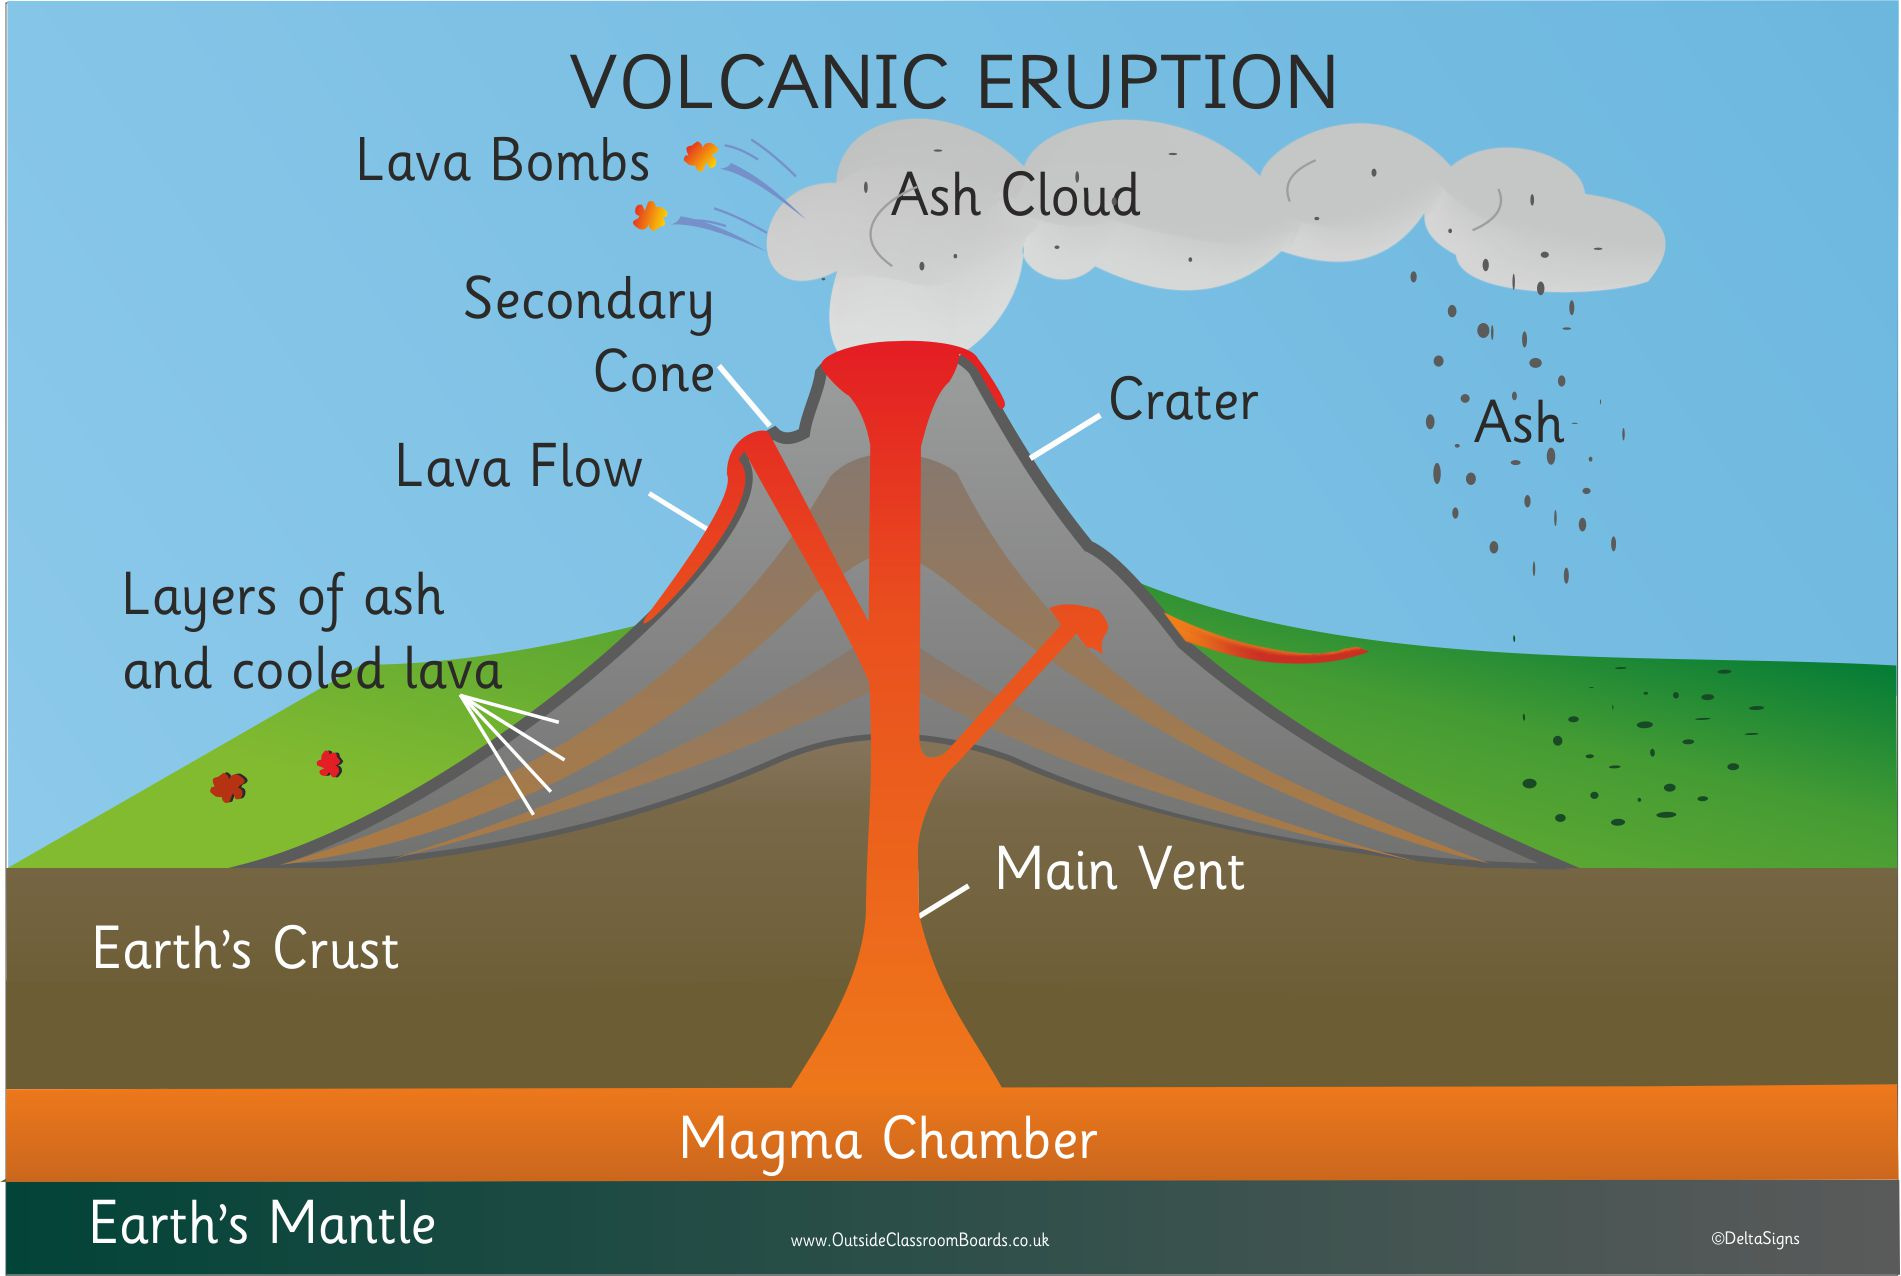 VOLCANIC ERUPTION
Lava Bombs
Ash Cloud
Secondary
Cone
Crater
Ash
Lava Flow
Layers of ash
and cooled lava
Main Vent
Earth's Crust
Magma Chamber
Earth's Mantle
www.OutsideClassroomBoards.co.uk
©DeltaSigns